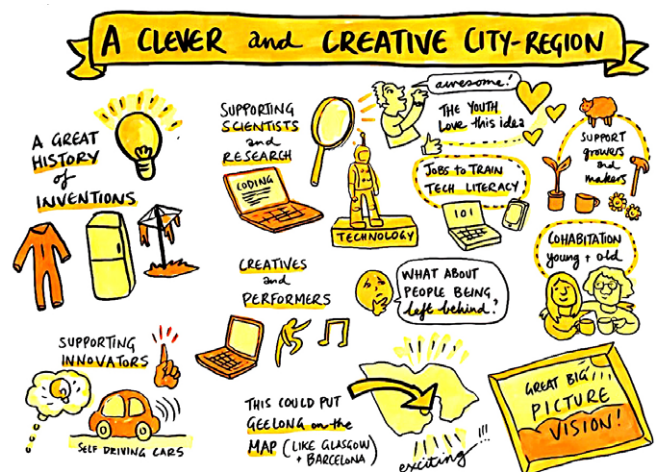 A CLEVER and CREATIVE CITY-REGION
A GREAT
HISTORY
of
INVENTIONS
SUPPORTING
SCIENTISTS
and
RESEARCH
CODING
TECHNOLOGY
awesome!
THE YOUTH
LOVE this idea
JOBS to TRAIN
TECH LITERACY
101
SUPPORT
growers
and
makers
COHABITATION
young + old
CREATIVES
and
PERFORMERS
WHAT ABOUT
PEOPLE BEING
left behind?
SUPPORTING
INNOVATORS
SELF DRIVING CARS
THIS COULD PUT
GEELONG on the
MAP (LIKE GLASGOW
+ BARCELONA)
exciting!!!
GREAT BIG
PICTURE
VISION!